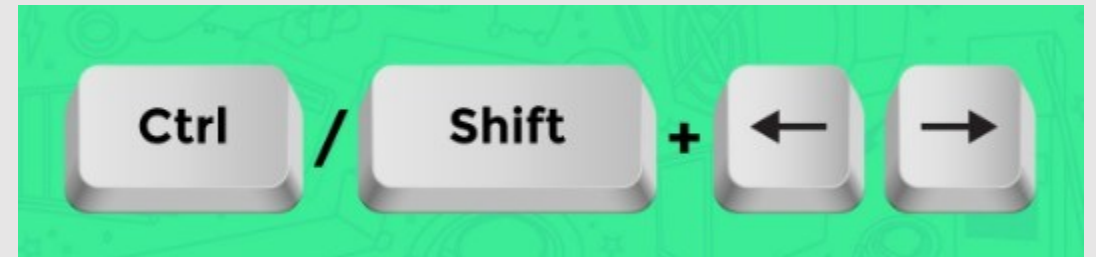 Ctrl / Shift + ← →